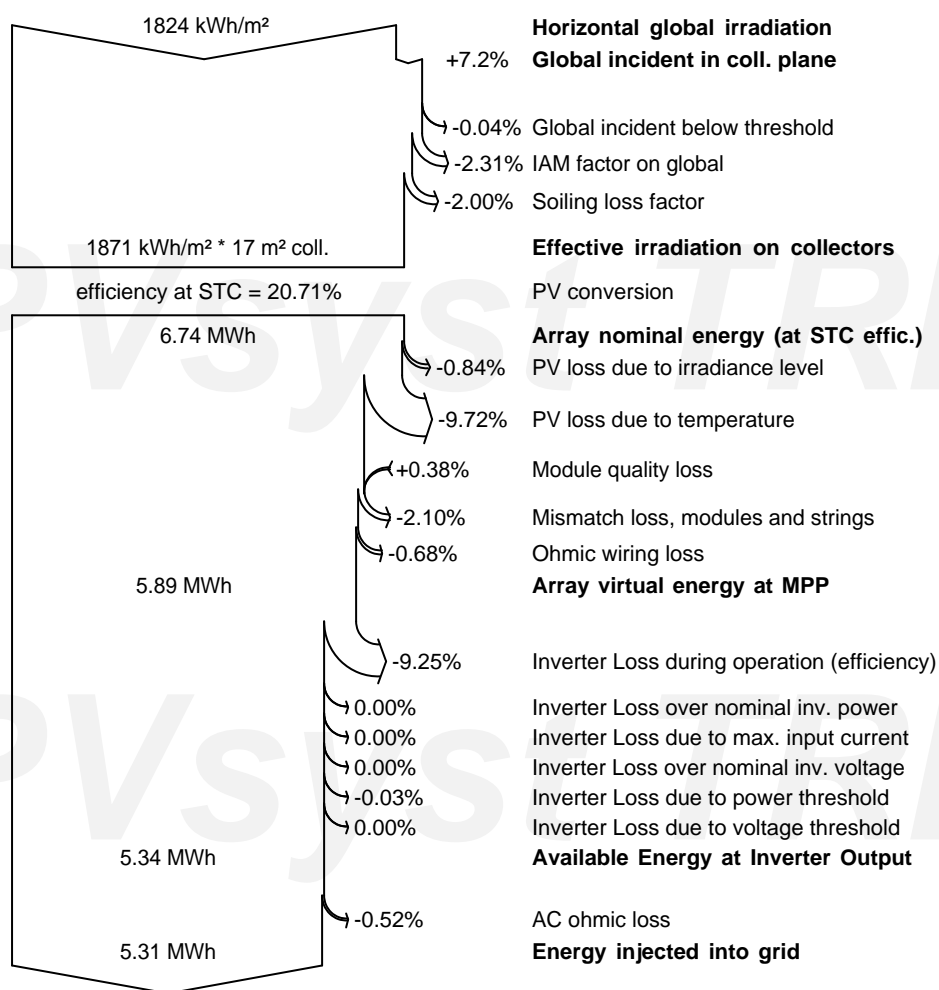 1824 kWh/m² Horizontal global irradiation
+7.2% Global incident in coll. plane
-0.04% Global incident below threshold
-2.31% IAM factor on global
-2.00% Soiling loss factor
1871 kWh/m² * 17 m² coll. Effective irradiation on collectors
efficiency at STC = 20.71% PV conversion
6.74 MWh Array nominal energy (at STC effic.)
-0.84% PV loss due to irradiance level
PVsyst TRI
-9.72% PV loss due to temperature
+0.38% Module quality loss
-2.10% Mismatch loss, modules and strings
-0.68% Ohmic wiring loss
5.89 MWh Array virtual energy at MPP
-9.25% Inverter Loss during operation (efficiency)
0.00% Inverter Loss over nominal inv. power
0.00% Inverter Loss due to max. input current
0.00% Inverter Loss over nominal inv. voltage
-0.03% Inverter Loss due to power threshold
PVsyst TRI
0.00% Inverter Loss due to voltage threshold
5.34 MWh Available Energy at Inverter Output
-0.52% AC ohmic loss
5.31 MWh Energy injected into grid